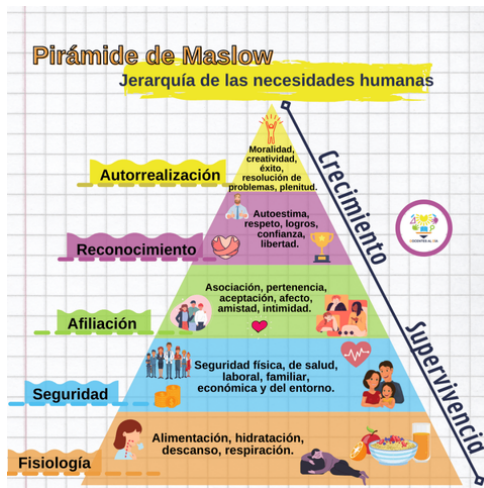 Pirámide de Maslow
Jerarquía de las necesidades humanas
Moralidad,
creatividad,
éxito,
resolución de
problemas, plenitud.
Autorrealización
Autoestima,
respeto, logros,
confianza,
libertad.
Reconocimiento
Asociación, pertenencia,
aceptación, afecto,
amistad, intimidad.
Afiliación
Seguridad física, de salud,
laboral, familiar,
económica y del entorno.
Seguridad
Alimentación, hidratación,
descanso, respiración.
Fisiología
Crecimiento
Supervivencia